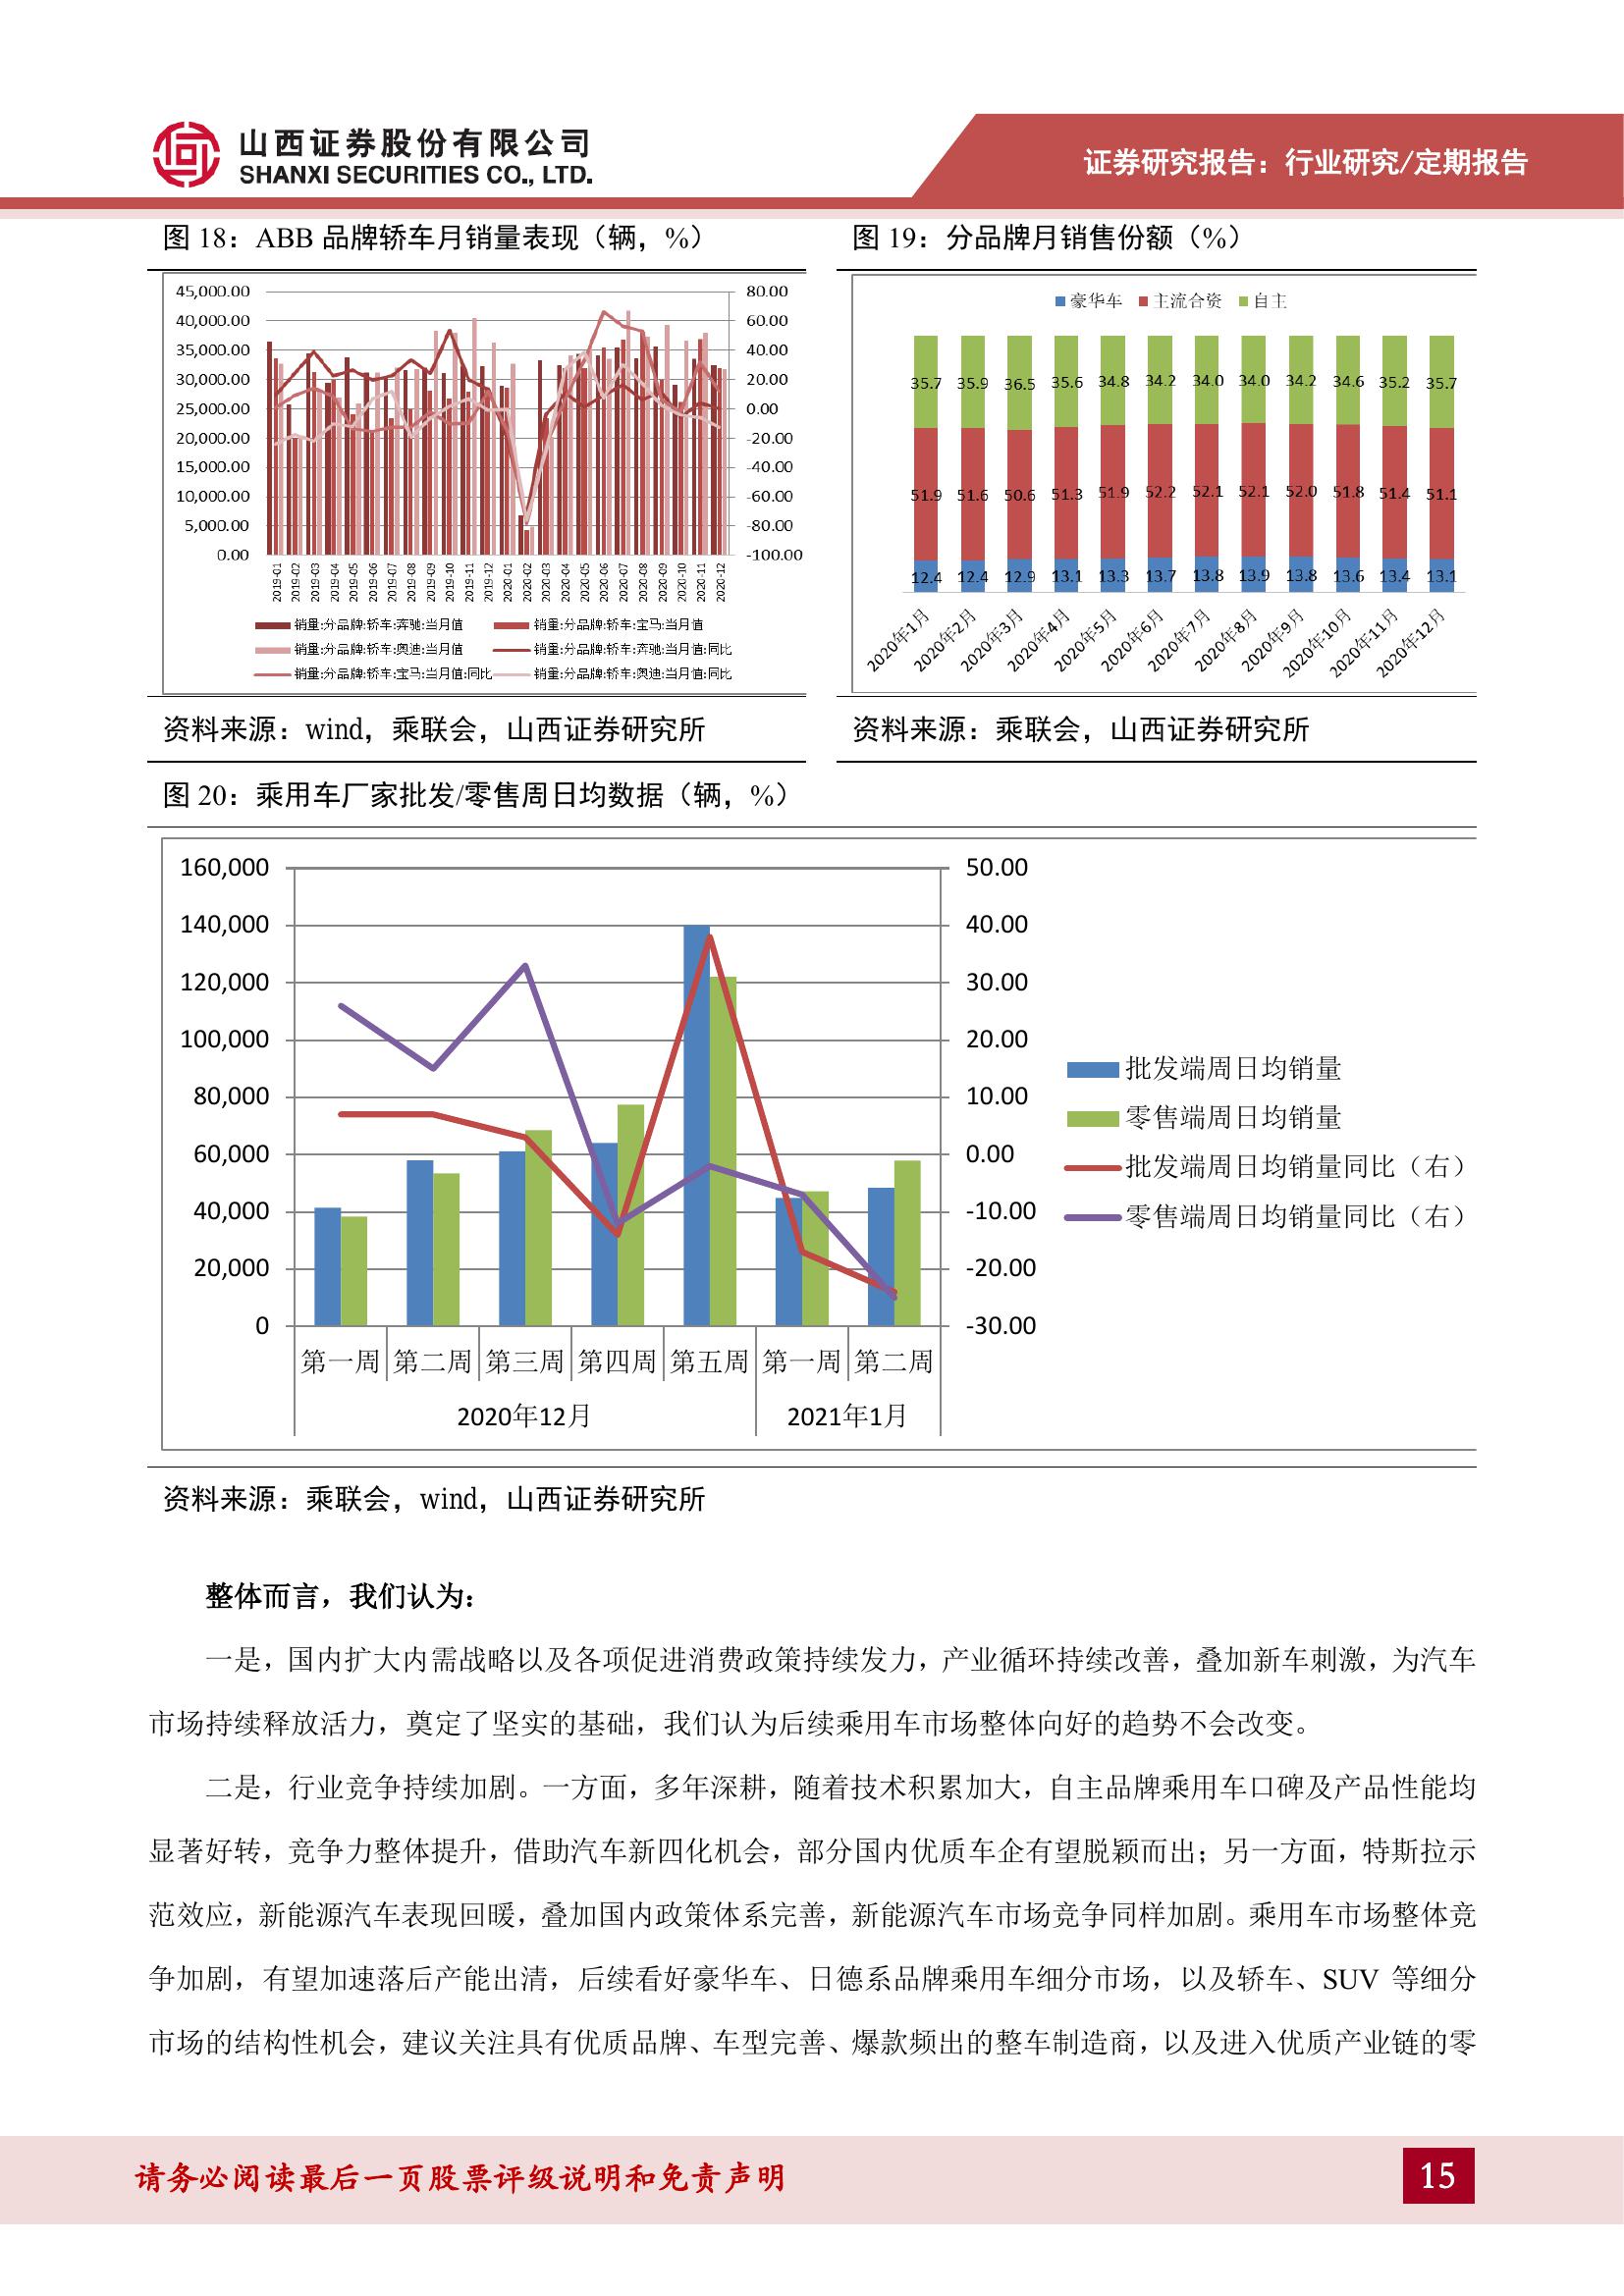 山西证券股份有限公司
SHANXI SECURITIES CO., LTD.
证券研究报告：行业研究/定期报告
图 18：ABB 品牌轿车月销量表现（辆，%）
45,000.00
40,000.00
35,000.00
30,000.00
25,000.00
20,000.00
15,000.00
10,000.00
5,000.00
0.00
80.00
60.00
40.00
20.00
0.00
-20.00
-40.00
-60.00
-80.00
-100.00
2019-01
2019-02
2019-03
2019-04
2019-05
2019-06
2019-07
2019-08
2019-09
2019-10
2019-11
2019-12
2020-01
2020-02
2020-03
2020-04
2020-05
2020-06
2020-07
2020-08
2020-09
2020-10
2020-11
2020-12
销量:分品牌:轿车:奔驰:当月值 销量:分品牌:轿车:宝马:当月值
销量:分品牌:轿车:奥迪:当月值 销量:分品牌:轿车:奔驰:当月值:同比
销量:分品牌:轿车:宝马:当月值:同比 销量:分品牌:轿车:奥迪:当月值:同比
资料来源：wind，乘联会，山西证券研究所
图 19：分品牌月销售份额（%）
豪华车 主流合资 自主
35.7 35.9 36.5 35.6 34.8 34.2 34.0 34.0 34.2 34.6 35.2 35.7
51.9 51.6 50.6 51.3 51.9 52.2 52.1 52.1 52.0 51.8 51.4 51.1
12.4 12.4 12.9 13.1 13.3 13.7 13.8 13.9 13.8 13.6 13.4 13.1
2020年1月 2020年2月 2020年3月 2020年4月 2020年5月 2020年6月 2020年7月 2020年8月 2020年9月 2020年10月 2020年11月 2020年12月
资料来源：乘联会，山西证券研究所
图 20：乘用车厂家批发/零售周日均数据（辆，%）
160,000
140,000
120,000
100,000
80,000
60,000
40,000
20,000
0
50.00
40.00
30.00
20.00
10.00
0.00
-10.00
-20.00
-30.00
第一周 第二周 第三周 第四周 第五周 第一周 第二周
2020年12月 2021年1月
批发端周日均销量
零售端周日均销量
批发端周日均销量同比（右）
零售端周日均销量同比（右）
资料来源：乘联会，wind，山西证券研究所
整体而言，我们认为：
一是，国内扩大内需战略以及各项促进消费政策持续发力，产业循环持续改善，叠加新车刺激，为汽车
市场持续释放活力，奠定了坚实的基础，我们认为后续乘用车市场整体向好的趋势不会改变。
二是，行业竞争持续加剧。一方面，多年深耕，随着技术积累加大，自主品牌乘用车口碑及产品性能均
显著好转，竞争力整体提升，借助汽车新四化机会，部分国内优质车企有望脱颖而出；另一方面，特斯拉示
范效应，新能源汽车表现回暖，叠加国内政策体系完善，新能源汽车市场竞争同样加剧。乘用车市场整体竞
争加剧，有望加速落后产能出清，后续看好豪华车、日德系品牌乘用车细分市场，以及轿车、SUV 等细分
市场的结构性机会，建议关注具有优质品牌、车型完善、爆款频出的整车制造商，以及进入优质产业链的零
请务必阅读最后一页股票评级说明和免责声明
15